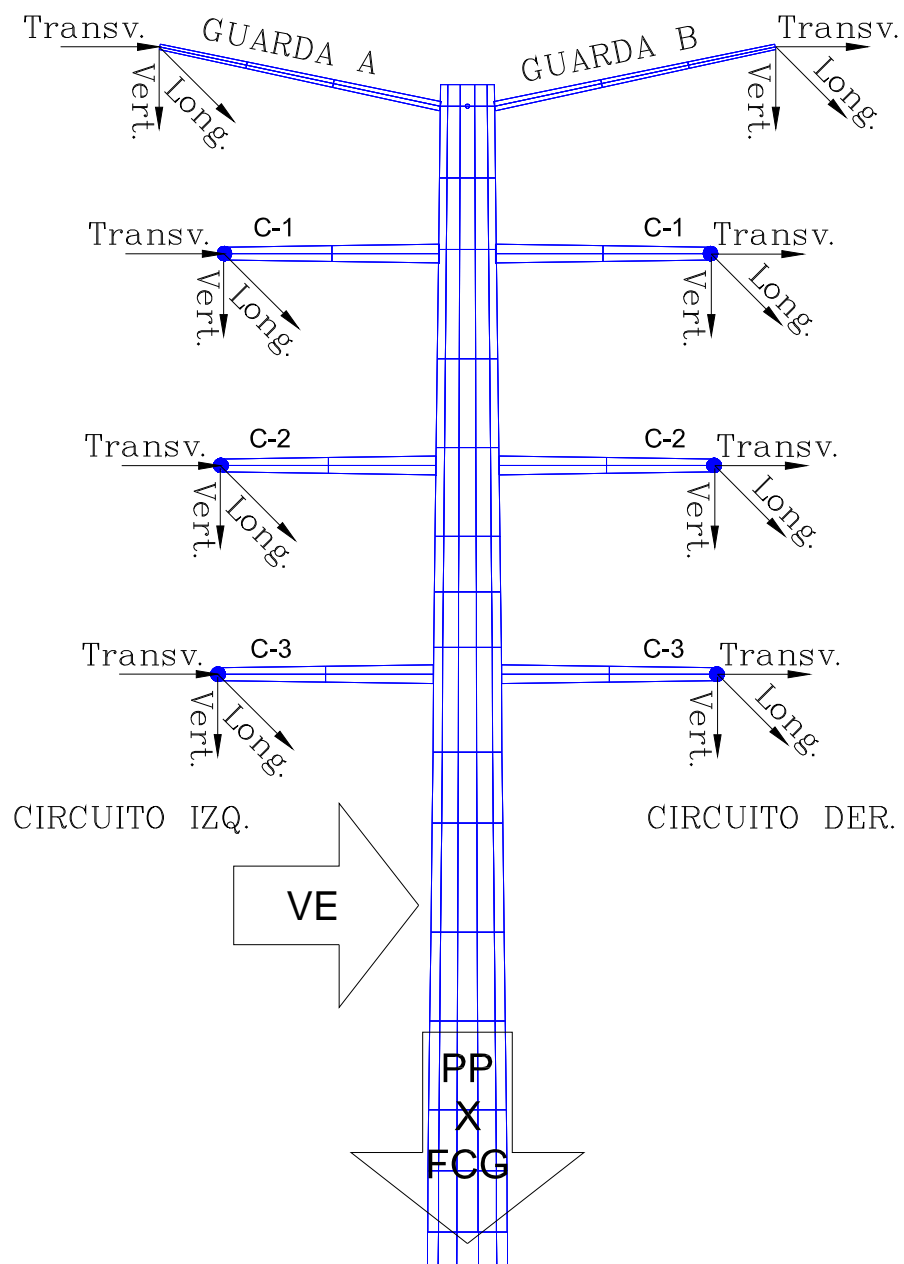 Transv.
GUARDA A
GUARDA B
Transv.
Vert.
Long.
Vert.
Long.
Transv.
C-1
C-1
Transv.
Vert.
Long.
Vert.
Long.
Transv.
C-2
C-2
Transv.
Vert.
Long.
Vert.
Long.
Transv.
C-3
C-3
Transv.
Vert.
Long.
Vert.
Long.
CIRCUITO IZQ.
CIRCUITO DER.
VE
PP
X
FCG